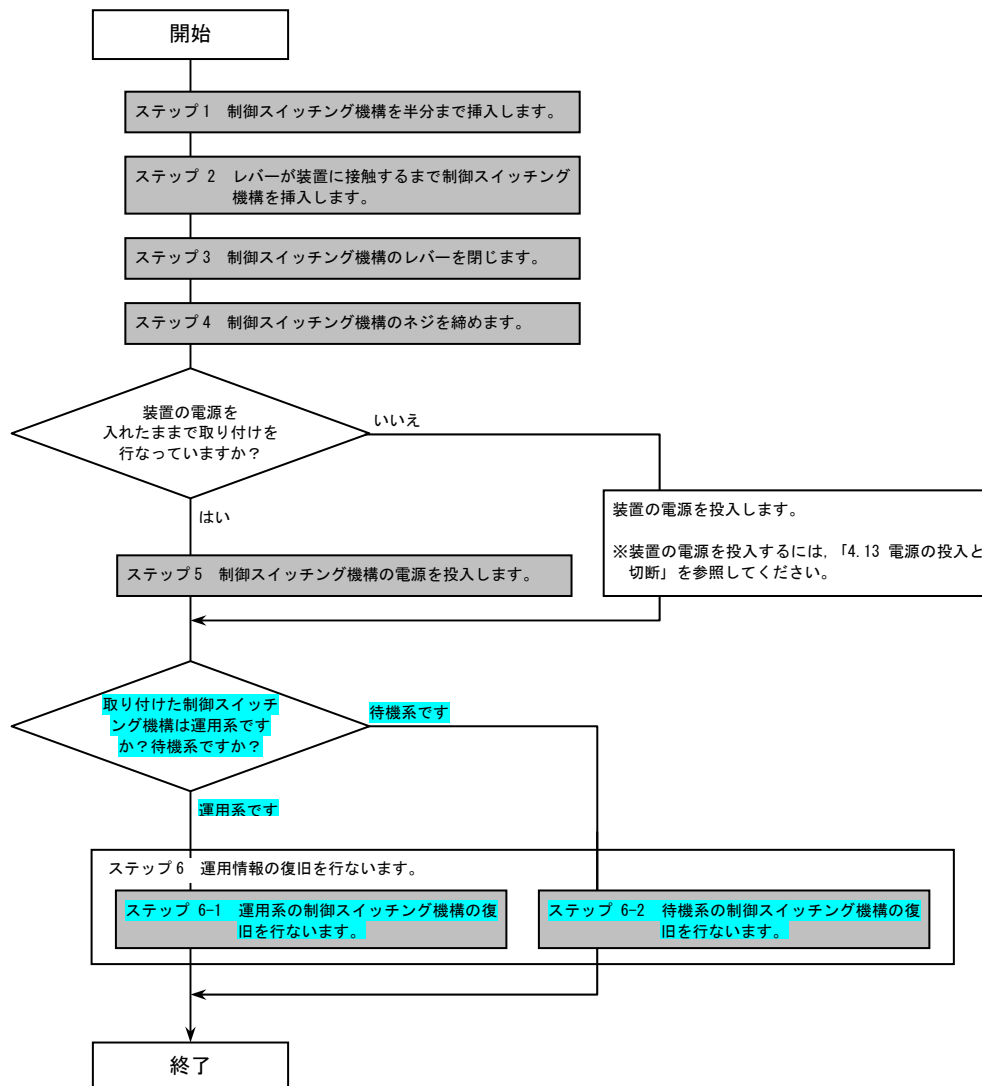 開始
ステップ1　制御スイッチング機構を半分まで挿入します。
ステップ 2　レバーが装置に接触するまで制御スイッチング
機構を挿入します。
ステップ3　制御スイッチング機構のレバーを閉じます。
ステップ4　制御スイッチング機構のネジを締めます。
装置の電源を
入れたままで取り付けを
行なっていますか？
いいえ
はい
装置の電源を投入します。
※装置の電源を投入するには,「4.13 電源の投入と
切断」を参照してください。
ステップ5　制御スイッチング機構の電源を投入します。
取り付けた制御スイッチ
ング機構は運用系です
か？待機系ですか？
待機系です
運用系です
ステップ6　運用情報の復旧を行ないます。
ステップ 6-1　運用系の制御スイッチング機構の復
旧を行ないます。
ステップ 6-2　待機系の制御スイッチング機構の復
旧を行ないます。
終了